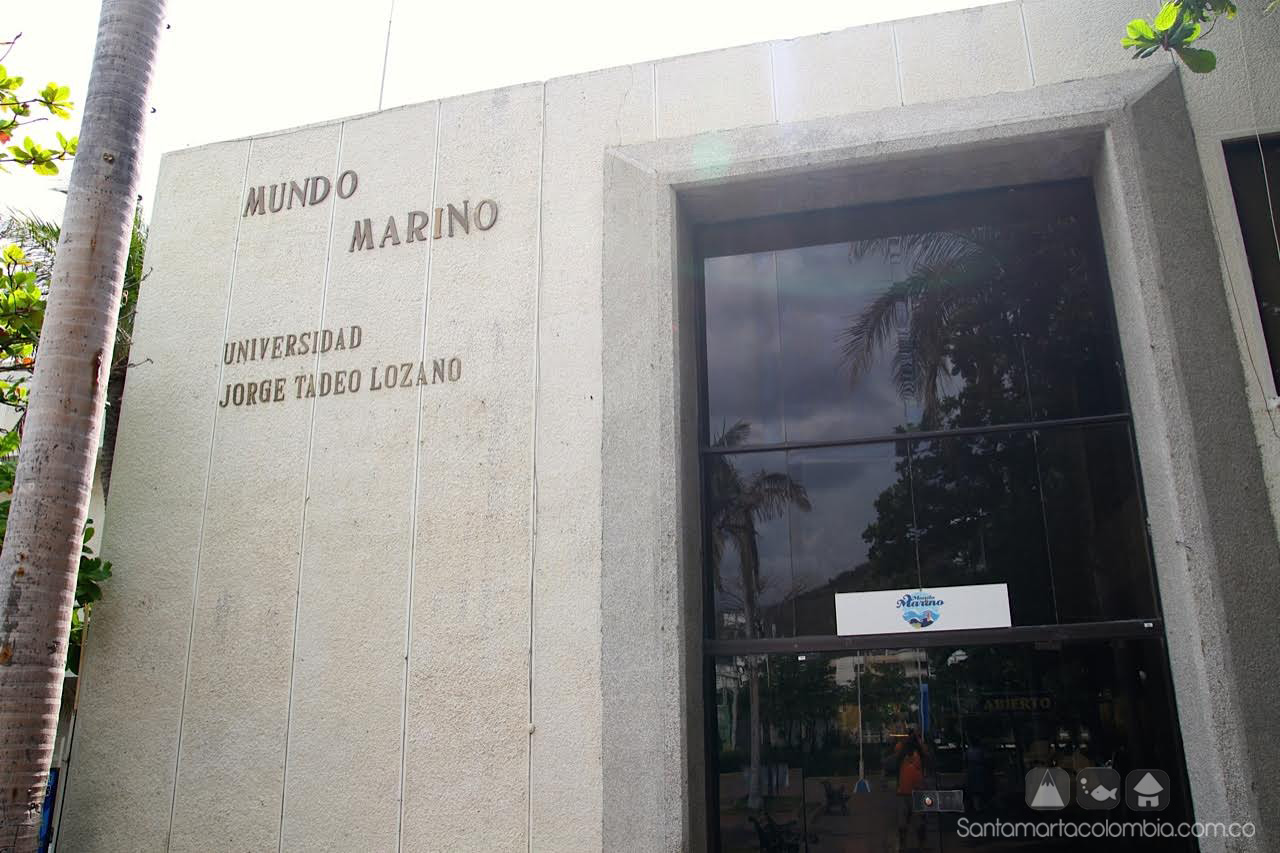 MUNDO
MARINO
UNIVERSIDAD
JORGE TADEO LOZANO
Mundo
Marino
ABIERTO
Santamartacolombia.com.co